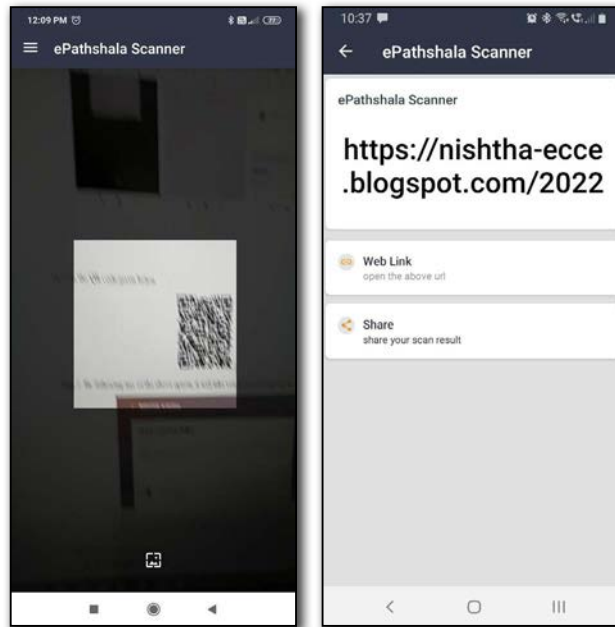 12:09 PM
ePathshala Scanner
10:37
ePathshala Scanner
ePathshala Scanner
https://nishtha-ecce
.blogspot.com/2022
Web Link
open the above url
Share
share your scan result